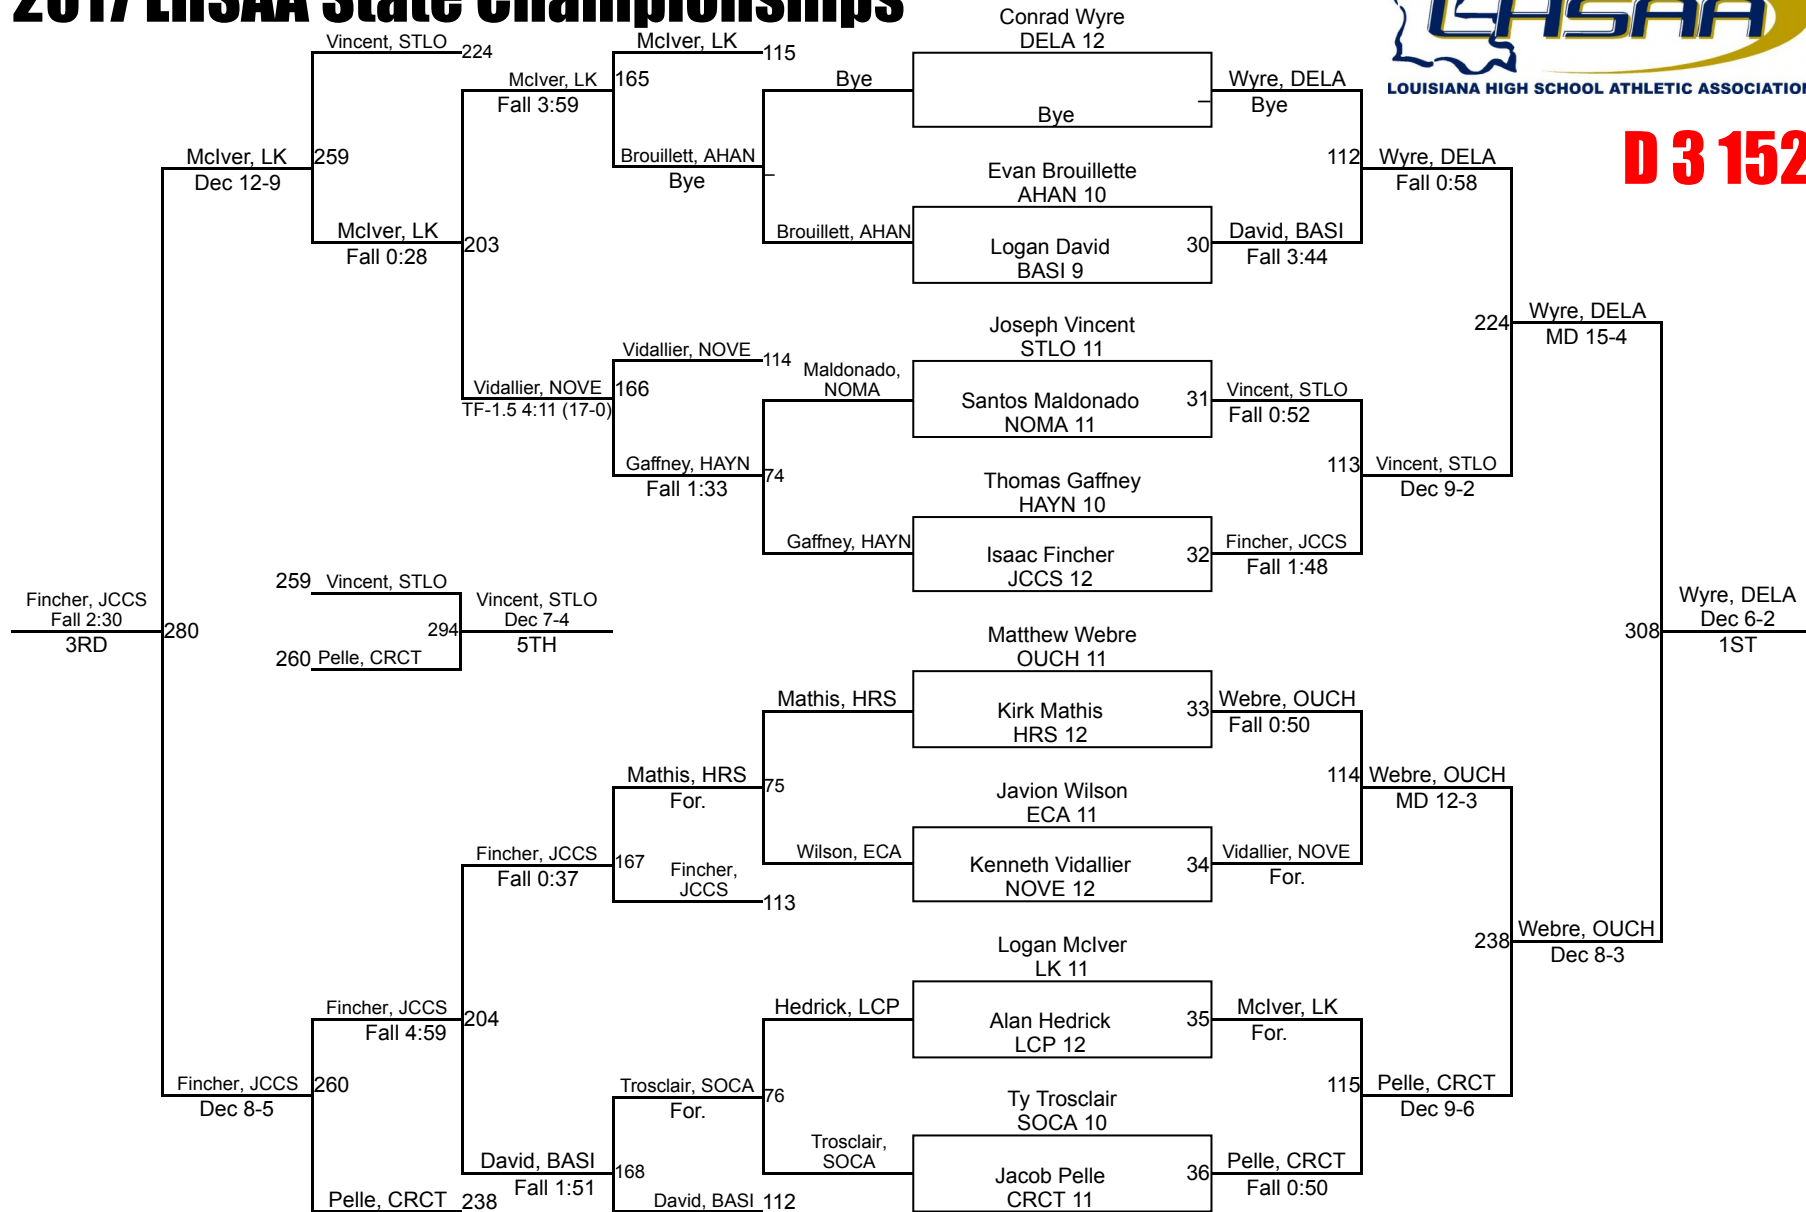 2017 LHSAA State Championships
LHSAA
LOUISIANA HIGH SCHOOL ATHLETIC ASSOCIATION
D 3 152
Conrad Wyre
DELA 12
Bye
Evan Brouillette
AHAN 10
Logan David
BASI 9
30
Joseph Vincent
STLO 11
Santos Maldonado
NOMA 11
31
Thomas Gaffney
HAYN 10
Isaac Fincher
JCCS 12
32
Matthew Webre
OUCH 11
Kirk Mathis
HRS 12
33
Javion Wilson
ECA 11
Kenneth Vidallier
NOVE 12
34
Logan McIver
LK 11
Alan Hedrick
LCP 12
35
Ty Trosclair
SOCA 10
Jacob Pelle
CRCT 11
36
Wyre, DELA
Bye
David, BASI
Fall 3:44
Vincent, STLO
Fall 0:52
Fincher, JCCS
Fall 1:48
Webre, OUCH
Fall 0:50
Vidallier, NOVE
For.
McIver, LK
For.
Pelle, CRCT
Fall 0:50
112
Wyre, DELA
Fall 0:58
113
Vincent, STLO
Dec 9-2
114
Webre, OUCH
MD 12-3
115
Pelle, CRCT
Dec 9-6
224
Wyre, DELA
MD 15-4
238
Webre, OUCH
Dec 8-3
308
Wyre, DELA
Dec 6-2
1ST
Bye
Brouillett, AHAN
Maldonado,
NOMA
Gaffney, HAYN
Mathis, HRS
Wilson, ECA
Hedrick, LCP
Trosclair,
SOCA
McIver, LK
115
Brouillett, AHAN
Bye
Vidallier, NOVE
114
Gaffney, HAYN
Fall 1:33
74
Mathis, HRS
For.
75
Fincher,
JCCS
113
Trosclair, SOCA
For.
76
David, BASI
112
McIver, LK
Fall 3:59
165
Vidallier, NOVE
TF-1.5 4:11 (17-0)
166
Fincher, JCCS
Fall 0:37
167
David, BASI
Fall 1:51
168
Vincent, STLO
224
McIver, LK
Fall 0:28
203
Fincher, JCCS
Fall 4:59
204
Pelle, CRCT
238
McIver, LK
Dec 12-9
259
Fincher, JCCS
Dec 8-5
260
Fincher, JCCS
Fall 2:30
3RD
280
259 Vincent, STLO
260 Pelle, CRCT
294
Vincent, STLO
Dec 7-4
5TH